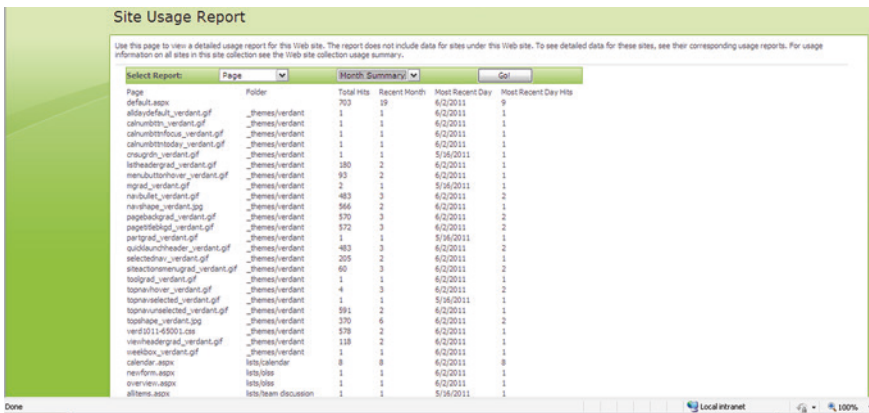 Site Usage Report
Use this page to view a detailed usage report for this Web site. The report does not include data for sites under this Web site. To see detailed data for these sites, see their corresponding usage reports. For usage
information on all sites in this site collection see the Web site collection usage summary.
Select Report: Page Month Summary Go!
Page Folder Total Hits Recent Month Most Recent Day Most Recent Day Hits
default.aspx 703 19 6/2/2011 9
alldaydefault_verdant.gif _themes/verdant 1 1 6/2/2011 1
calnumbttn_verdant.gif _themes/verdant 1 1 6/2/2011 1
calnumbttnfocus_verdant.gif _themes/verdant 1 1 6/2/2011 1
calnumbttntoday_verdant.gif _themes/verdant 1 1 6/2/2011 1
cnsugrdn_verdant.gif _themes/verdant 1 1 5/16/2011 1
listheadergrad_verdant.gif _themes/verdant 180 2 6/2/2011 1
menubuttonhover_verdant.gif _themes/verdant 93 2 6/2/2011 1
mgrad_verdant.gif _themes/verdant 2 1 5/16/2011 1
navbullet_verdant.gif _themes/verdant 483 3 6/2/2011 2
navshape_verdant.jpg _themes/verdant 566 2 6/2/2011 1
pagebackgrad_verdant.gif _themes/verdant 570 3 6/2/2011 2
pagetitlebkgd_verdant.gif _themes/verdant 572 3 6/2/2011 2
partgrad_verdant.gif _themes/verdant 1 1 5/16/2011 1
quicklaunchheader_verdant.gif _themes/verdant 483 3 6/2/2011 2
selectednav_verdant.gif _themes/verdant 205 2 6/2/2011 1
siteactionsmenugrad_verdant.gif _themes/verdant 60 3 6/2/2011 2
toolgrad_verdant.gif _themes/verdant 1 1 6/2/2011 1
topnavhover_verdant.gif _themes/verdant 4 3 6/2/2011 2
topnavselected_verdant.gif _themes/verdant 1 1 5/16/2011 1
topnavunselected_verdant.gif _themes/verdant 591 2 6/2/2011 1
topshape_verdant.jpg _themes/verdant 370 6 6/2/2011 2
verd1011-65001.css _themes/verdant 578 2 6/2/2011 1
viewheadergrad_verdant.gif _themes/verdant 118 2 6/2/2011 1
weekbox_verdant.gif _themes/verdant 1 1 6/2/2011 1
calendar.aspx lists/calendar 8 8 6/2/2011 8
newform.aspx lists/olss 1 1 6/2/2011 1
overview.aspx lists/olss 1 1 6/2/2011 1
allitems.aspx lists/team discussion 1 1 5/16/2011 1
Done Local intranet 100%